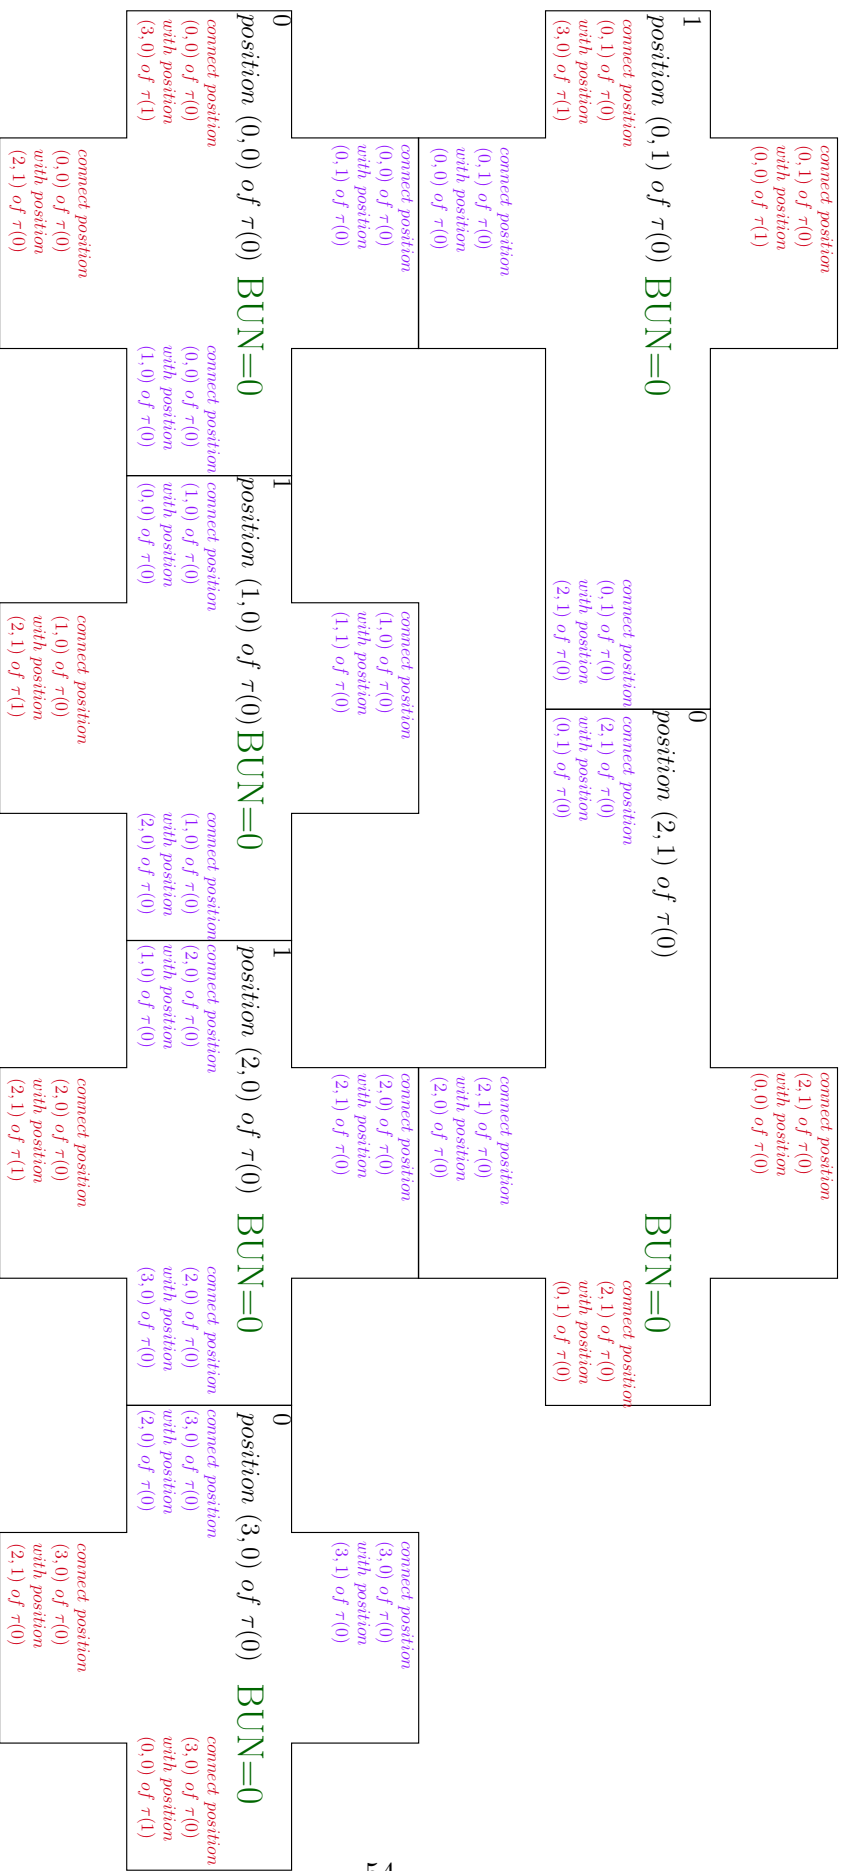 connect position
(0,1) of τ(0)
with position
(0,0) of τ(1)
connect position
(2,1) of τ(0)
with position
(0,0) of τ(0)
1
position (0,1) of τ(0) BUN=0
connect position
(0,1) of τ(0)
with position
(3,0) of τ(1)
connect position
(0,1) of τ(0)
with position
(2,1) of τ(0)
0
position (2,1) of τ(0)
BUN=0
connect position
(2,1) of τ(0)
with position
(0,1) of τ(0)
connect position
(2,1) of τ(0)
with position
(0,1) of τ(0)
connect position
(0,1) of τ(0)
with position
(0,0) of τ(0)
connect position
(2,1) of τ(0)
with position
(2,0) of τ(0)
connect position
(0,0) of τ(0)
with position
(0,1) of τ(0)
connect position
(1,0) of τ(0)
with position
(1,1) of τ(0)
connect position
(2,0) of τ(0)
with position
(2,1) of τ(0)
connect position
(3,0) of τ(0)
with position
(3,1) of τ(0)
0
position (0,0) of τ(0) BUN=0
connect position
(0,0) of τ(0)
with position
(3,0) of τ(1)
connect position
(0,0) of τ(0)
with position
(1,0) of τ(0)
1
position (1,0) of τ(0) BUN=0
connect position
(1,0) of τ(0)
with position
(0,0) of τ(0)
connect position
(1,0) of τ(0)
with position
(2,0) of τ(0)
1
position (2,0) of τ(0) BUN=0
connect position
(2,0) of τ(0)
with position
(1,0) of τ(0)
connect position
(2,0) of τ(0)
with position
(3,0) of τ(0)
0
position (3,0) of τ(0) BUN=0
connect position
(3,0) of τ(0)
with position
(2,0) of τ(0)
connect position
(3,0) of τ(0)
with position
(0,0) of τ(1)
connect position
(0,0) of τ(0)
with position
(2,1) of τ(0)
connect position
(1,0) of τ(0)
with position
(2,1) of τ(1)
connect position
(2,0) of τ(0)
with position
(2,1) of τ(1)
connect position
(3,0) of τ(0)
with position
(2,1) of τ(0)
54